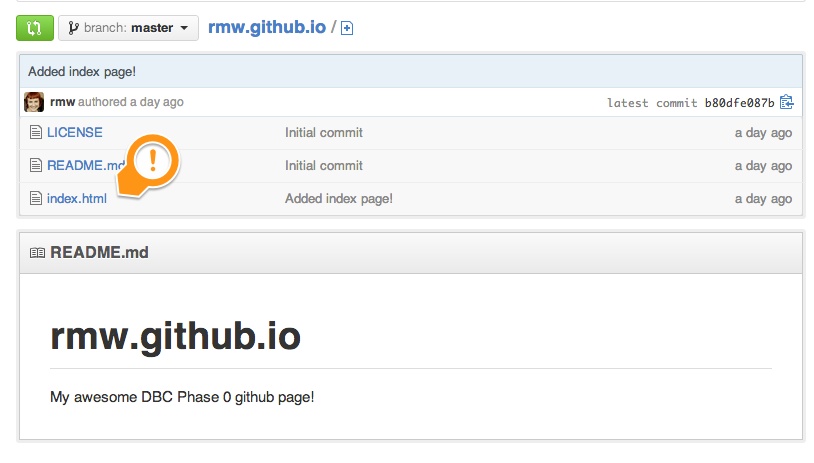 branch: master rmw.github.io /
Added index page!
rmw authored a day ago latest commit b80dfe087b
LICENSE Initial commit a day ago
README.md Initial commit a day ago
!
index.html Added index page! a day ago
README.md
rmw.github.io
My awesome DBC Phase 0 github page!